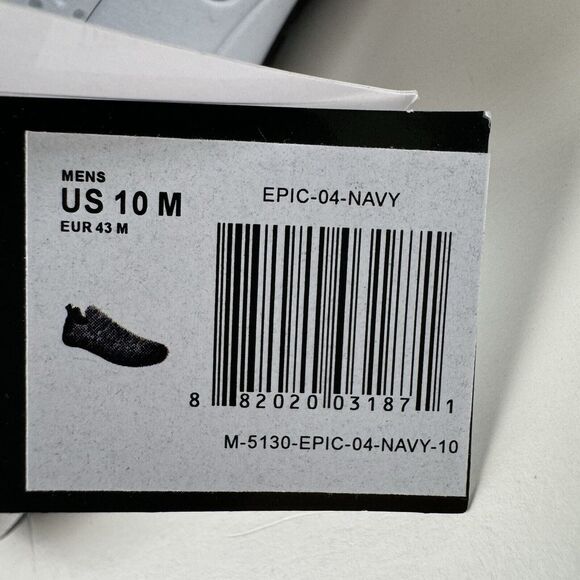 MENS
US 10 M
EUR 43 M
EPIC-04-NAVY
8 82020 03187 1
M-5130-EPIC-04-NAVY-10